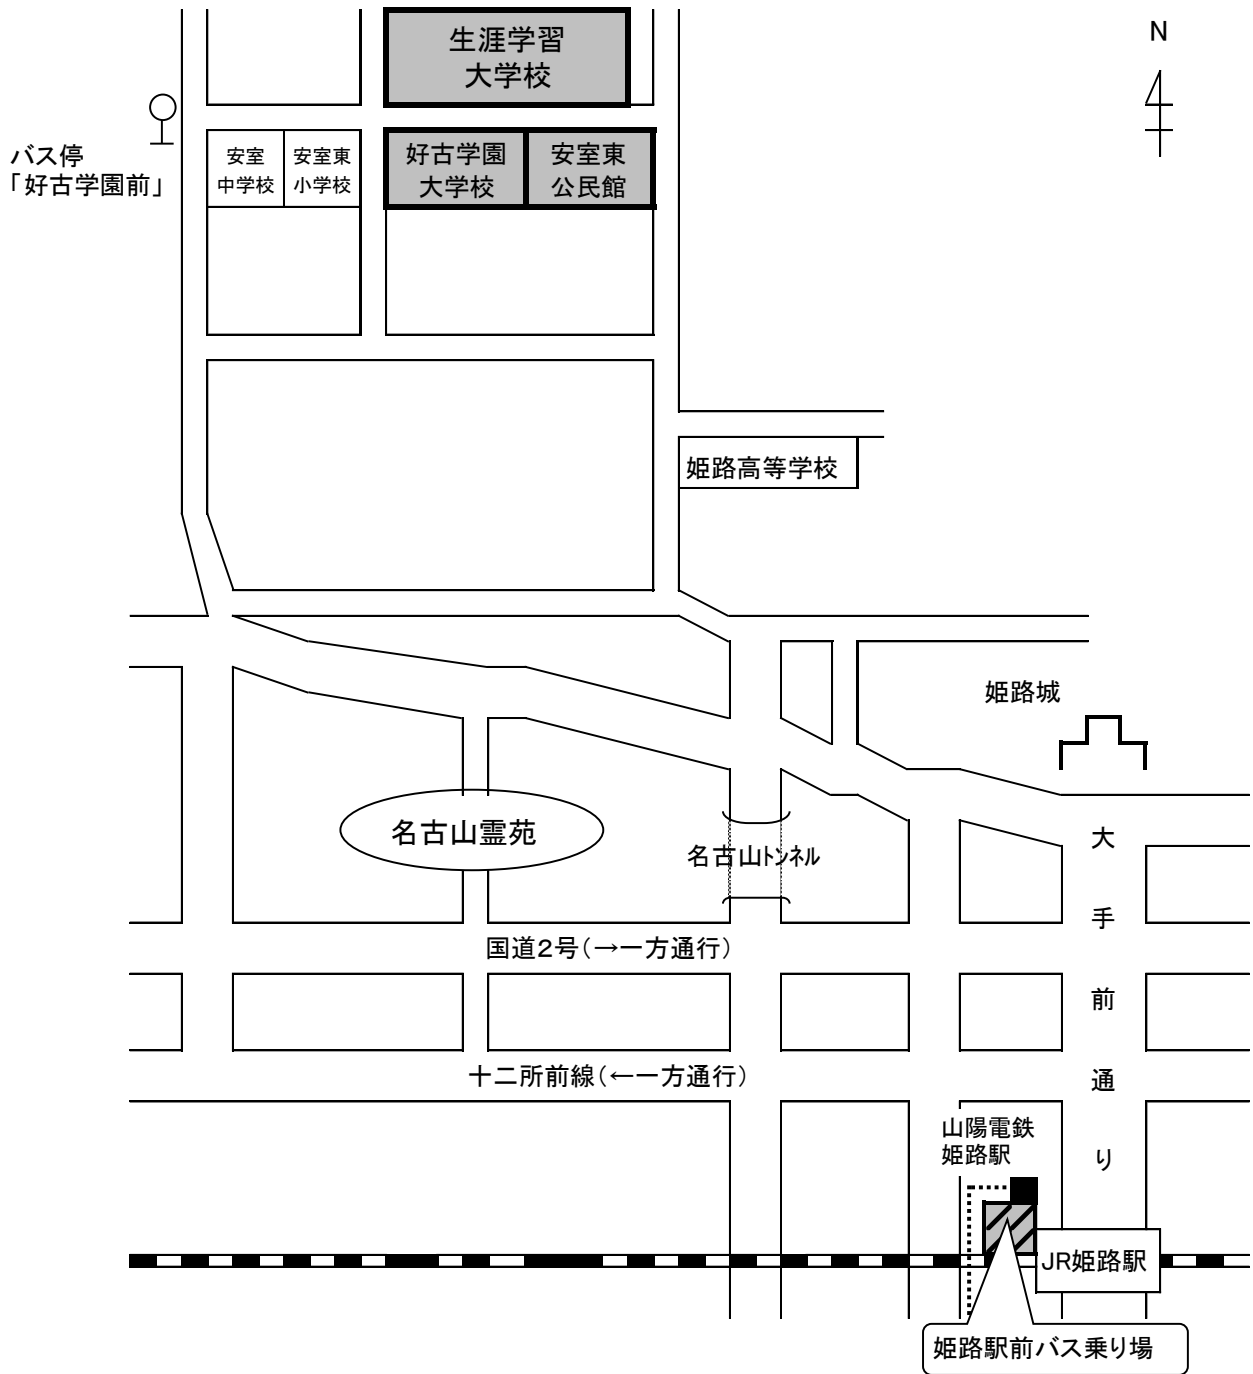 生涯学習
大学校
N
バス停
「好古学園前」
安室
中学校
安室東
小学校
好古学園
大学校
安室東
公民館
姫路高等学校
姫路城
名古山霊苑
名古山ﾄﾝﾈﾙ
大手前通り
国道2号(→一方通行)
十二所前線(←一方通行)
山陽電鉄
姫路駅
JR姫路駅
姫路駅前バス乗り場